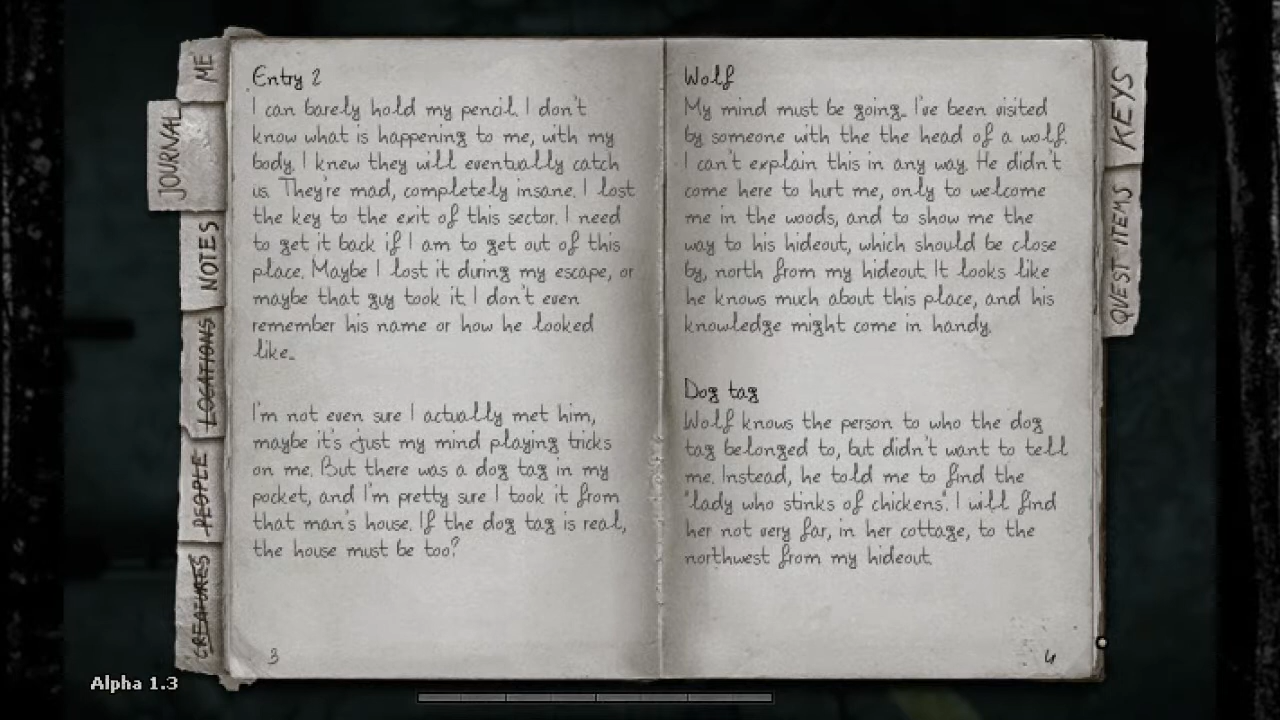 ME
JOURNAL
NOTES
LOCATIONS
PEOPLE
CREATURES
Entry 2
I can barely hold my pencil. I don't
know what is happening to me, with my
body. I knew they will eventually catch
us. They're mad, completely insane. I lost
the key to the exit of this sector. I need
to get it back if I am to get out of this
place. Maybe I lost it during my escape, or
maybe that guy took it. I don't even
remember his name or how he looked
like...
I'm not even sure I actually met him,
maybe it's just my mind playing tricks
on me. But there was a dog tag in my
pocket, and I'm pretty sure I took it from
that man's house. If the dog tag is real,
the house must be too?
3
Wolf
My mind must be going... I've been visited
by someone with the the head of a wolf.
I can't explain this in any way. He didn't
come here to hurt me, only to welcome
me in the woods, and to show me the
way to his hideout, which should be close
by, north from my hideout. It looks like
he knows much about this place, and his
knowledge might come in handy.
Dog tag
Wolf knows the person to who the dog
tag belonged to, but didn't want to tell
me. Instead, he told me to find the
"lady who stinks of chickens". I will find
her not very far, in her cottage, to the
northwest from my hideout.
4
KEYS
QUEST ITEMS
Alpha 1.3